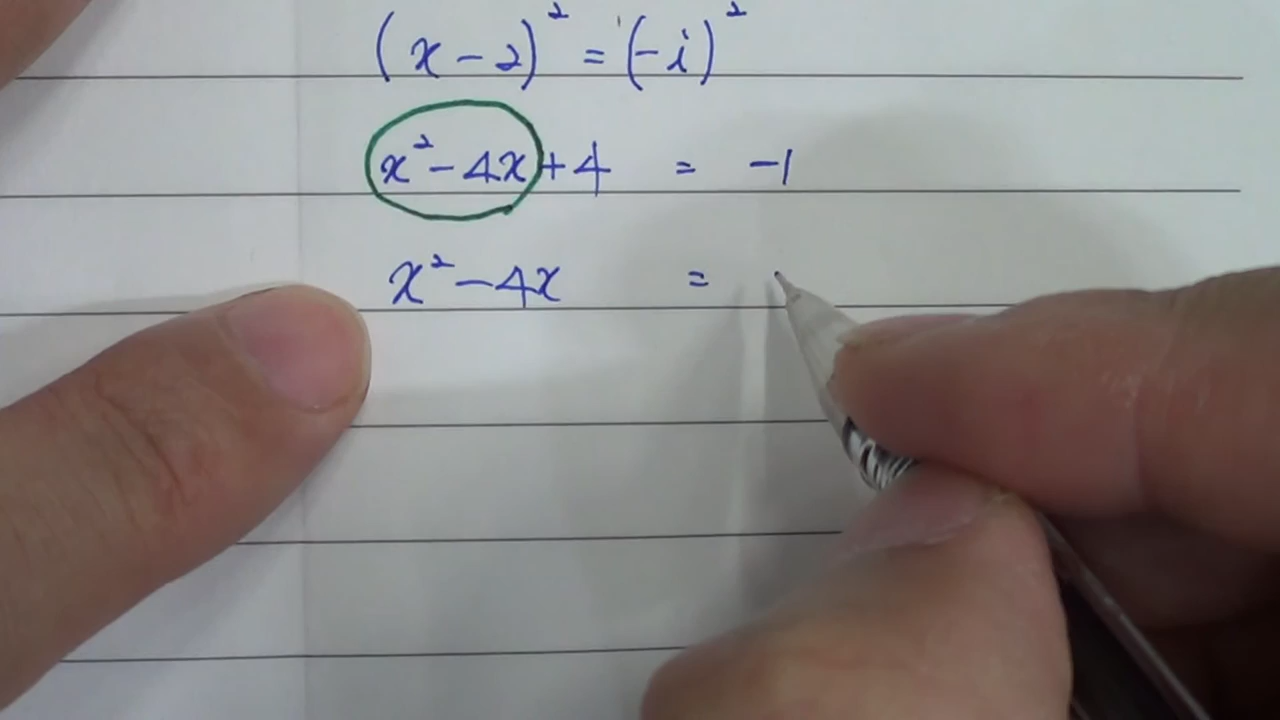 (x - 2)² = (-i)²
x² - 4x + 4 = -1
x² - 4x =